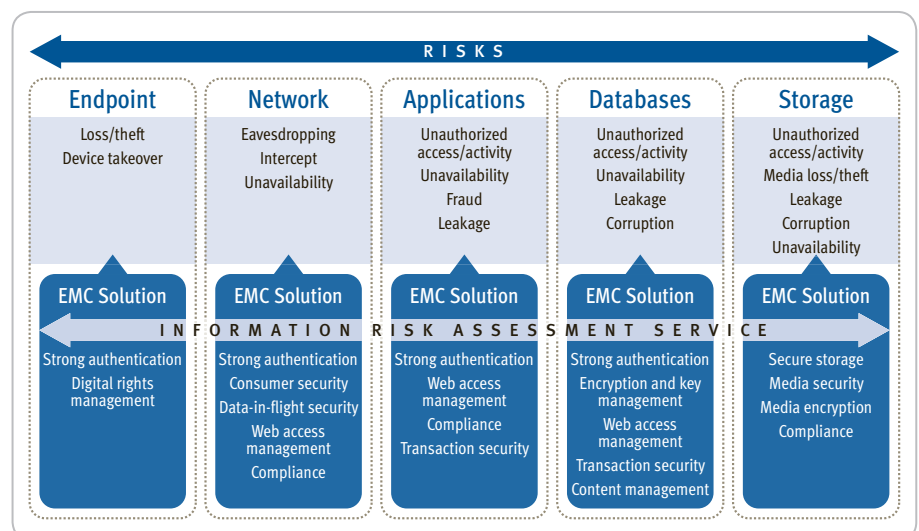 RISKS
Endpoint
Loss/theft
Device takeover
EMC Solution
Strong authentication
Digital rights
management
Network
Eavesdropping
Intercept
Unavailability
EMC Solution
Strong authentication
Consumer security
Data-in-flight security
Web access
management
Compliance
Applications
Unauthorized
access/activity
Unavailability
Fraud
Leakage
EMC Solution
Strong authentication
Web access
management
Compliance
Transaction security
Databases
Unauthorized
access/activity
Unavailability
Leakage
Corruption
EMC Solution
Strong authentication
Encryption and key
management
Web access
management
Transaction security
Content management
Storage
Unauthorized
access/activity
Media loss/theft
Leakage
Corruption
Unavailability
EMC Solution
Secure storage
Media security
Media encryption
Compliance
INFORMATION RISK ASSESSMENT SERVICE